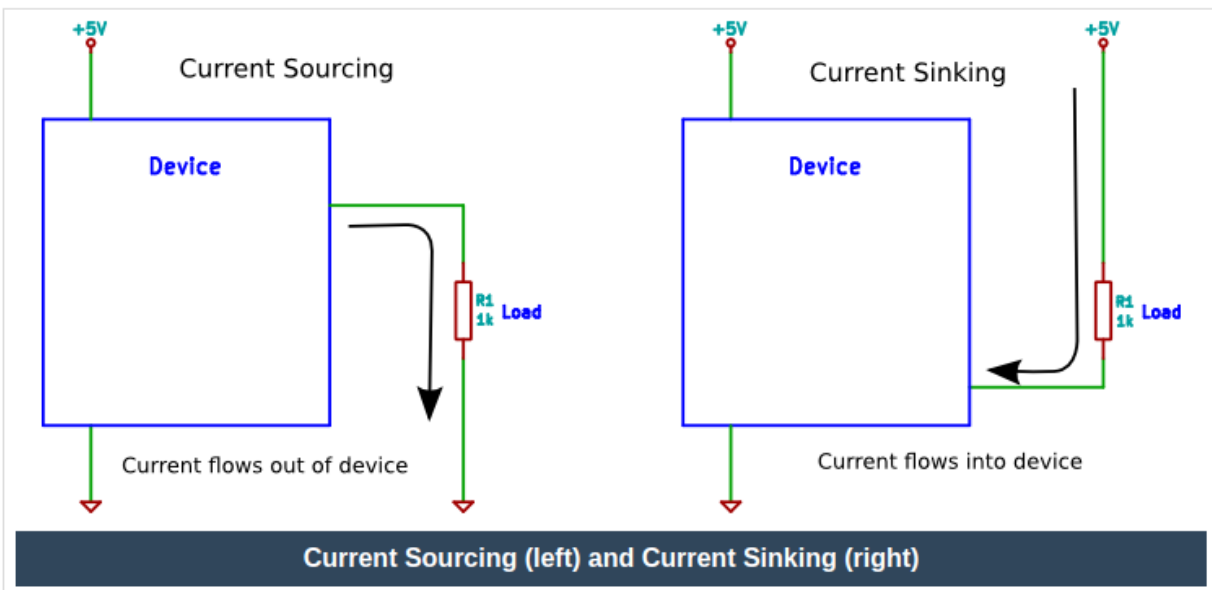 +5V
Current Sourcing
Device
R1
1k
Load
Current flows out of device
+5V
+5V
Current Sinking
Device
R1
1k
Load
Current flows into device
Current Sourcing (left) and Current Sinking (right)